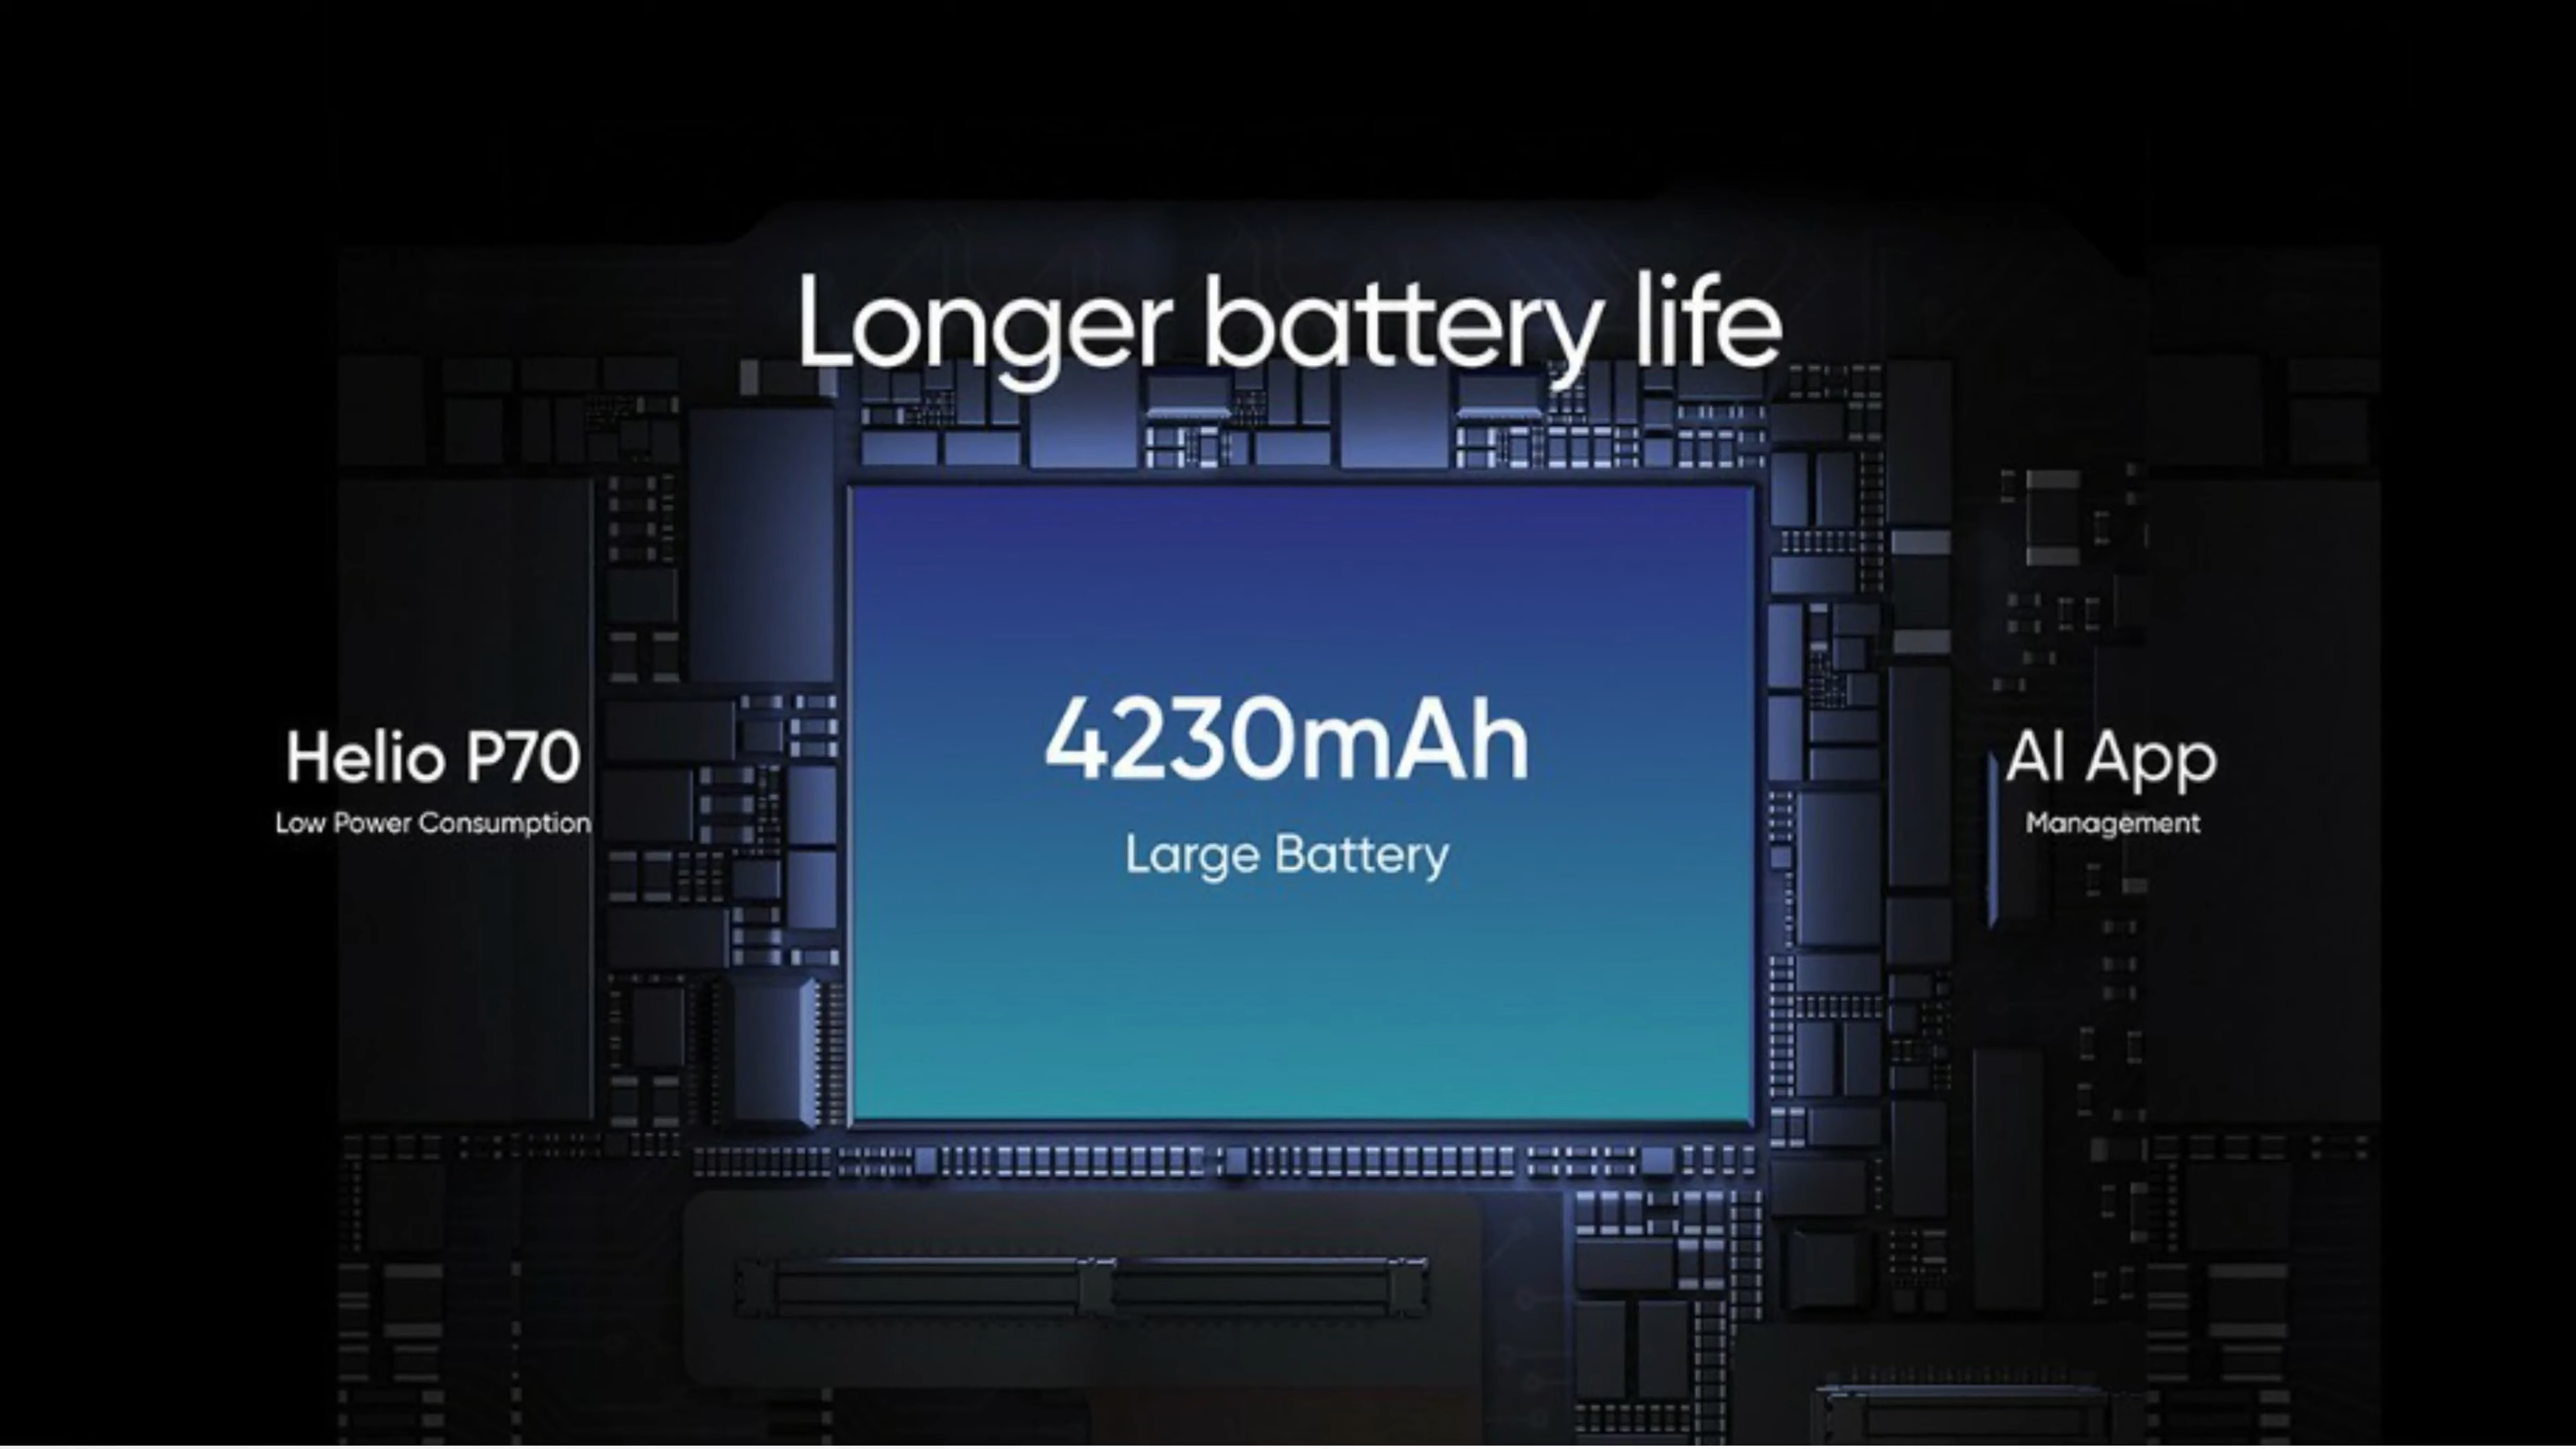 Longer battery life
Helio P70
Low Power Consumption
4230mAh
Large Battery
AI App
Management